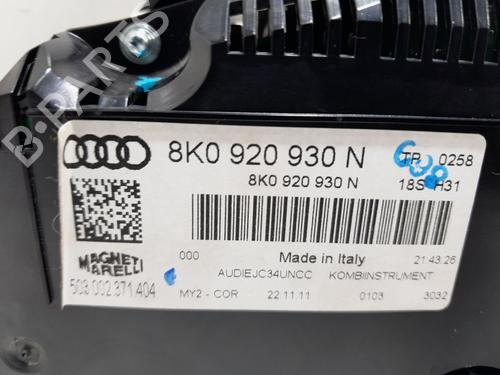 B-PARTS
8K0 920 930 N
TP 0258
8K0 920 930 N
18S H31
000
Made in Italy
21:43:26
MAGNETI
MARELLI
AUDIEJC34UNCC KOMBIINSTRUMENT
503.002.371.404
MY2 - COR 22.11.11 0103 3032